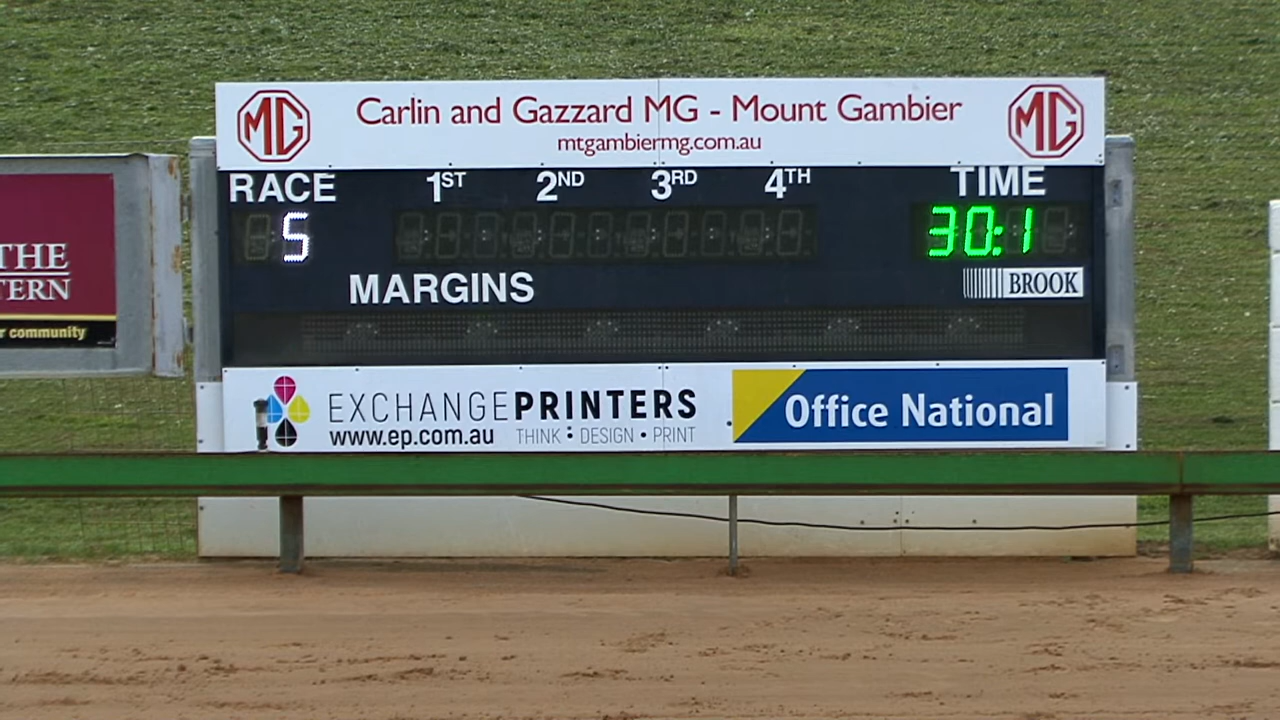 MG Carlin and Gazzard MG - Mount Gambier MG
mtgambiermg.com.au
RACE 1ST 2ND 3RD 4TH TIME
5 30:1
MARGINS BROOK
THE
TERN
r community
EXCHANGEPRINTERS
www.ep.com.au THINK : DESIGN • PRINT
Office National